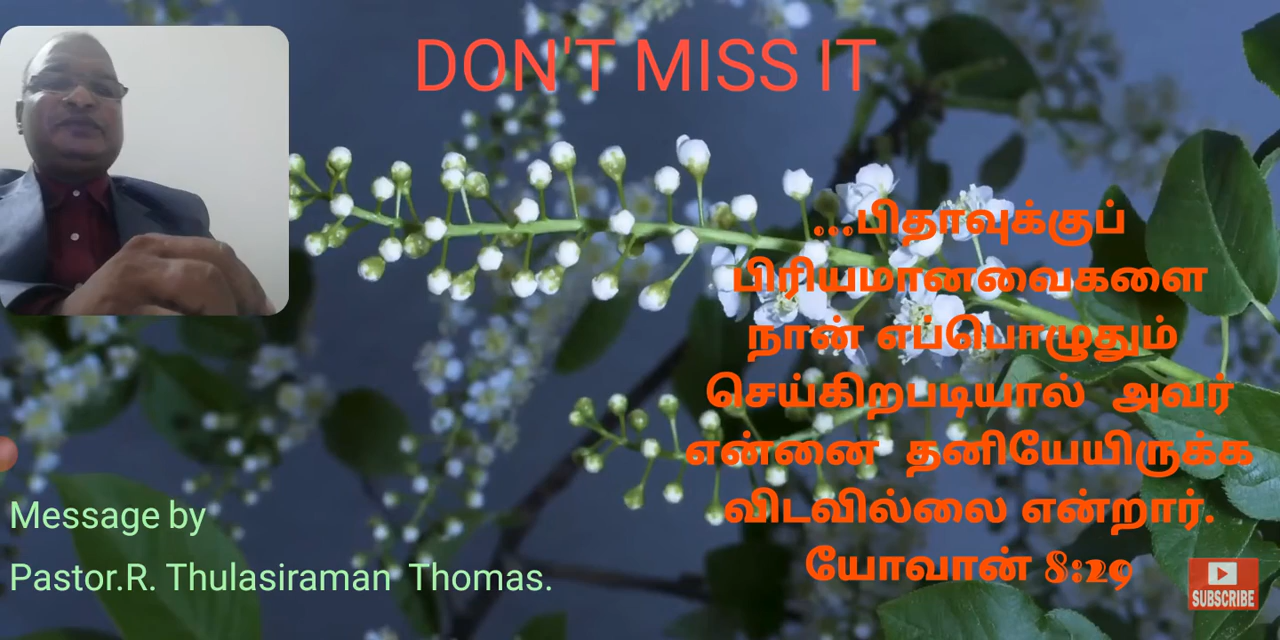 DON'T MISS IT
...பிதாவுக்குப்
பிரியமானவைகளை
நான் எப்பொழுதும்
செய்கிறபடியால் அவர்
என்னை தனியேயிருக்க
விடவில்லை என்றார்.
யோவான் 8:29
Message by
Pastor.R. Thulasiraman Thomas.
SUBSCRIBE